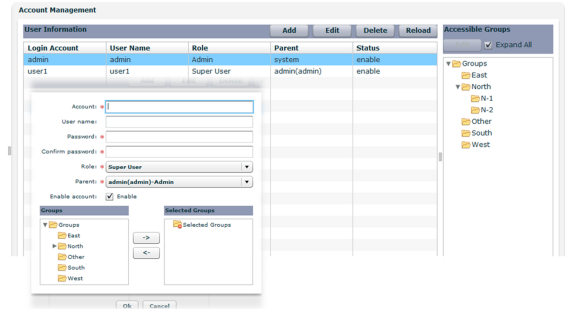 Account Management
User Information
Add
Edit
Delete
Reload
Accessible Groups
Expand All
Login Account
User Name
Role
Parent
Status
admin
admin
Admin
system
enable
user1
user1
Super User
admin(admin)
enable
Groups
East
North
N-1
N-2
Other
South
West
Account: *
User name:
Password: *
Confirm password: *
Role: * Super User
Parent: * admin(admin)-Admin
Enable account: Enable
Groups
Selected Groups
Groups
East
North
Other
South
West
->
<-
Selected Groups
Ok
Cancel